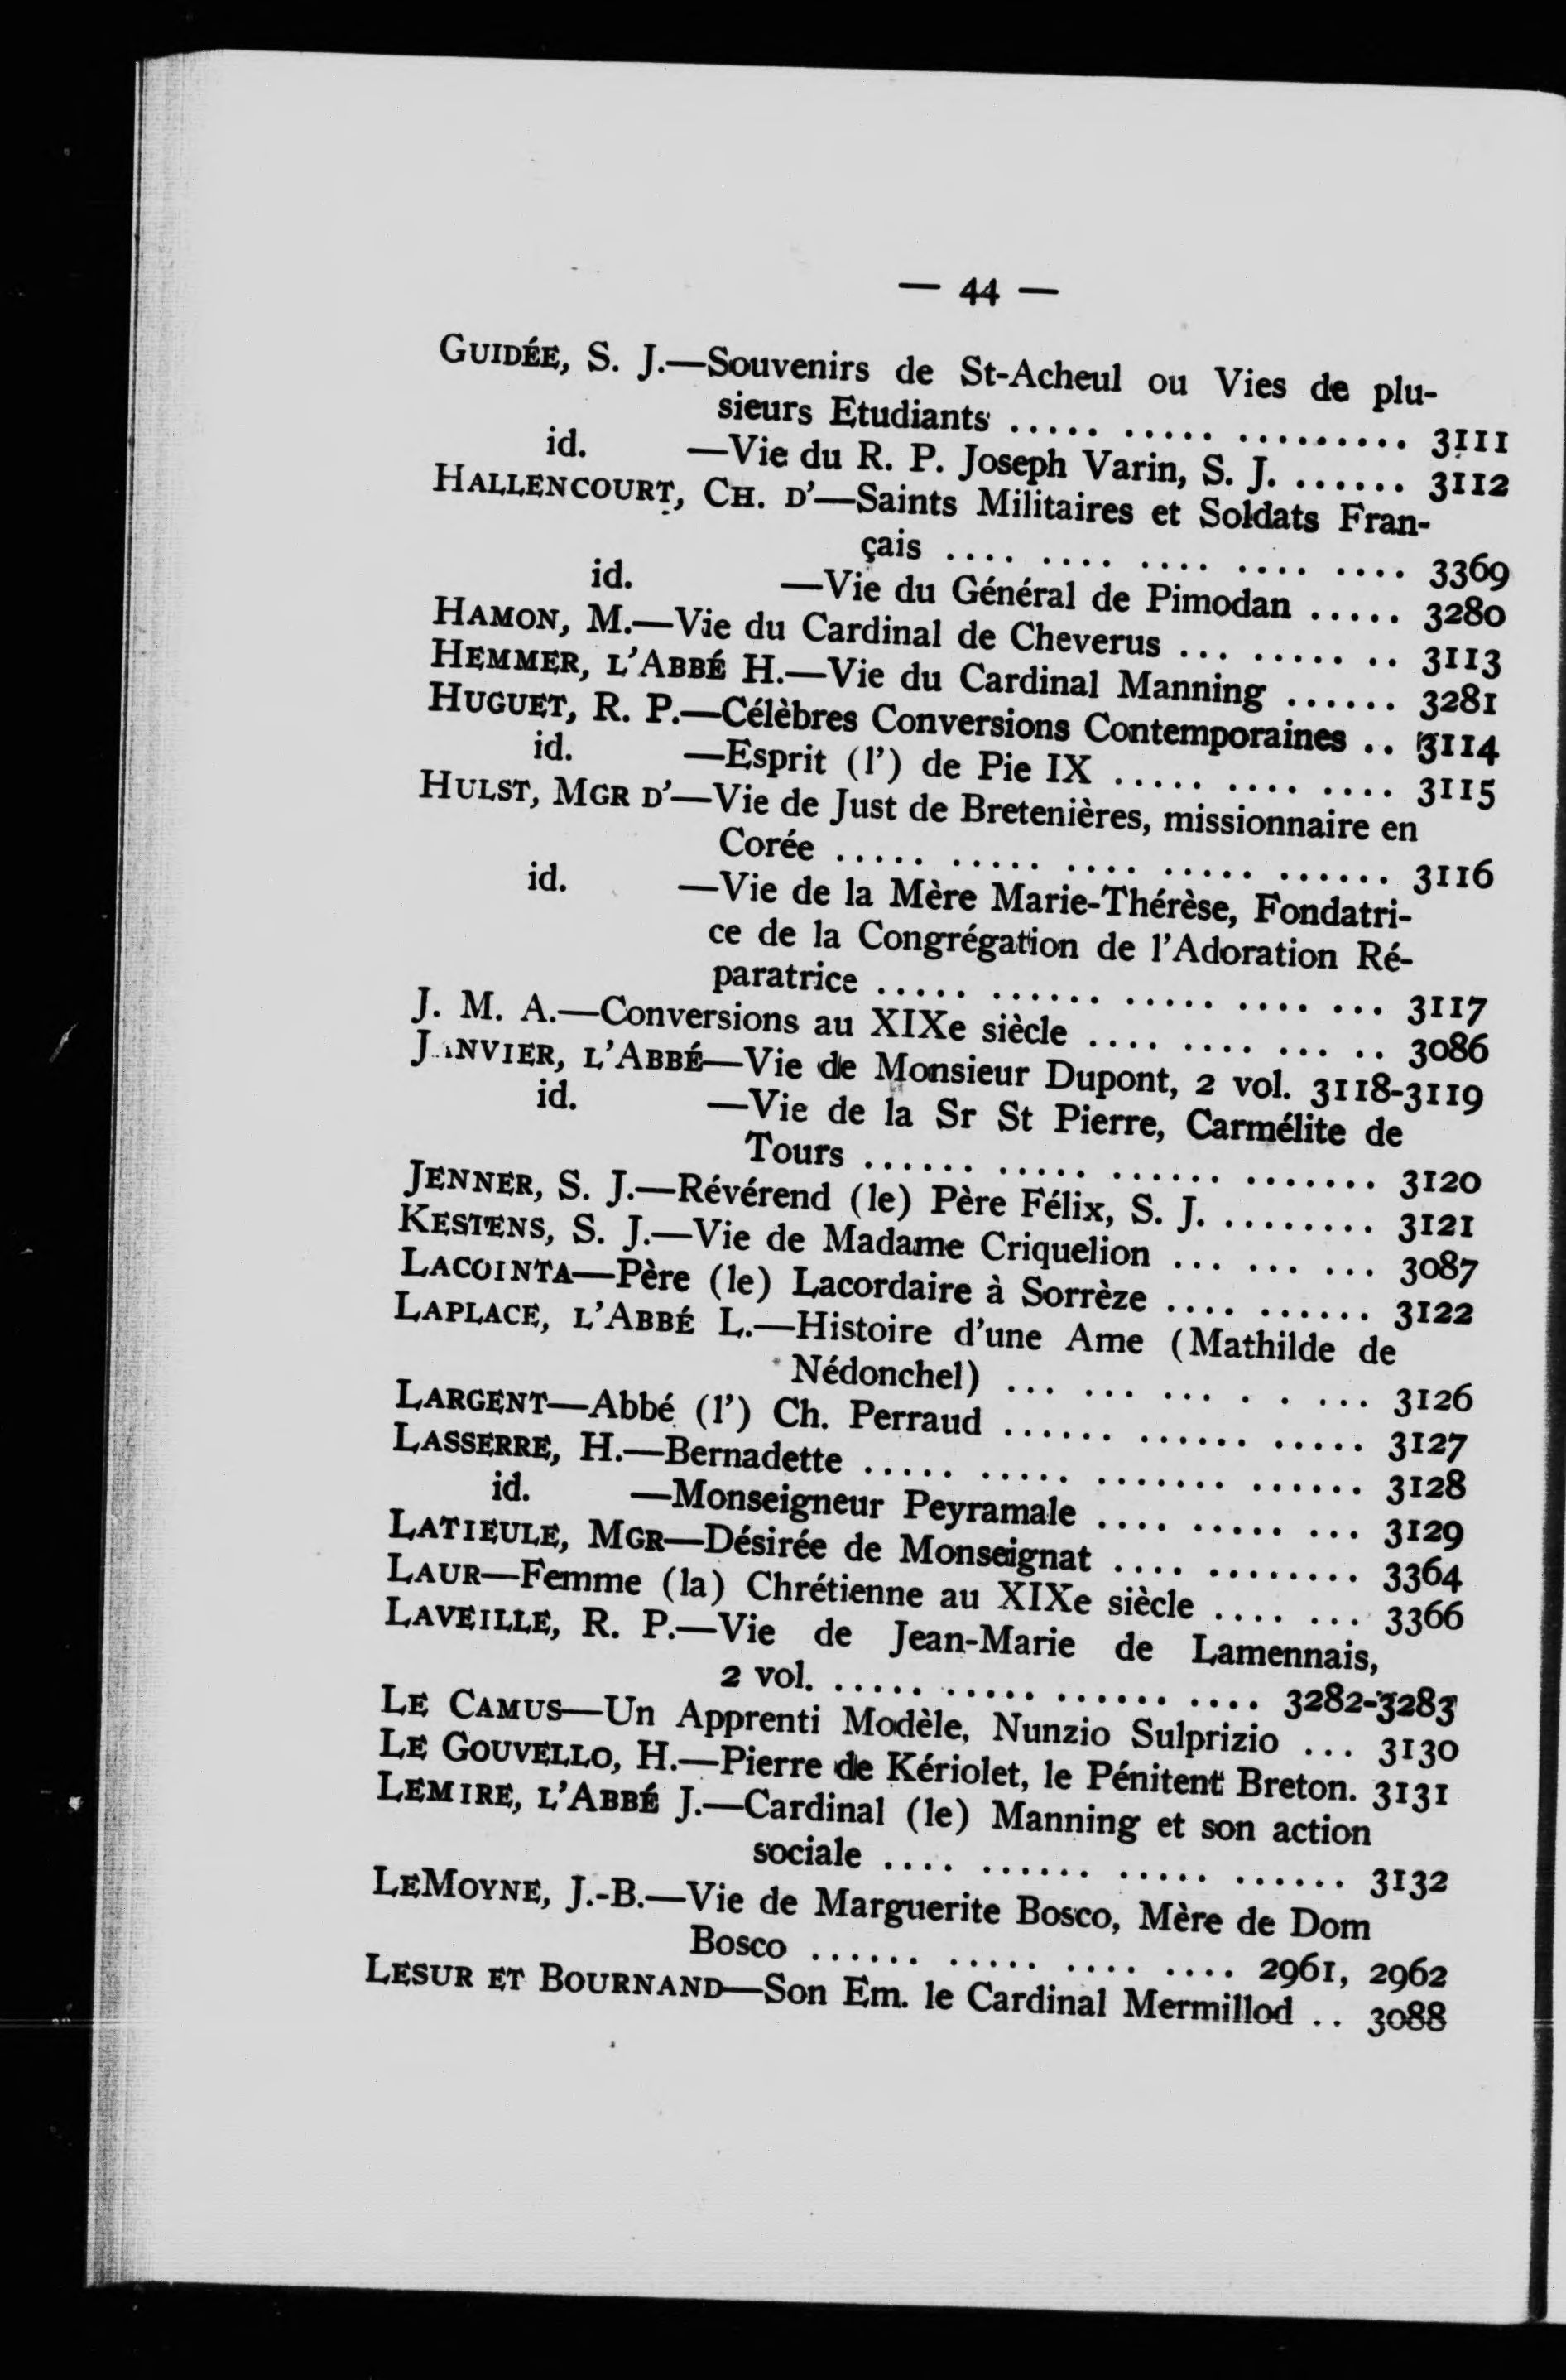 — 44 —
GUIDÉE, S. J.—Souvenirs de St-Acheul ou Vies de plu-
sieurs Etudiants ..... ..... ......... 3111
id. —Vie du R. P. Joseph Varin, S. J. ...... 3112
HALLENCOURT, CH. D'—Saints Militaires et Soldats Fran-
çais .... .... .... .... .... 3369
id. —Vie du Général de Pimodan ..... 3280
HAMON, M.—Vie du Cardinal de Cheverus ... ...... .. 3113
HEMMER, L'ABBÉ H.—Vie du Cardinal Manning ...... 3281
HUGUET, R. P.—Célèbres Conversions Contemporaines .. 3114
id. —Esprit (l') de Pie IX ..... .... .... 3115
HULST, MGR D'—Vie de Just de Bretenières, missionnaire en
Corée ..... ..... .... ..... ...... 3116
id. —Vie de la Mère Marie-Thérèse, Fondatri-
ce de la Congrégation de l'Adoration Ré-
paratrice ..... ...... ..... .... ... 3117
J. M. A.—Conversions au XIXe siècle .... .... ... .. 3086
JANVIER, L'ABBÉ—Vie de Monsieur Dupont, 2 vol. 3118-3119
id. —Vie de la Sr St Pierre, Carmélite de
Tours ...... ..... ...... ....... 3120
JENNER, S. J.—Révérend (le) Père Félix, S. J. ........ 3121
KESTENS, S. J.—Vie de Madame Criquelion ... ... ... 3087
LACOINTA—Père (le) Lacordaire à Sorrèze .... ...... 3122
LAPLACE, L'ABBÉ L.—Histoire d'une Ame (Mathilde de
Nédonchel) ... ... ... . . ... 3126
LARGENT—Abbé (l') Ch. Perraud ...... ...... ..... 3127
LASSERRE, H.—Bernadette ..... ..... ....... ...... 3128
id. —Monseigneur Peyramale .... ..... ... 3129
LATIEULE, MGR—Désirée de Monseignat .... ......... 3364
LAUR—Femme (la) Chrétienne au XIXe siècle .... ... 3366
LAVEILLE, R. P.—Vie de Jean-Marie de Lamennais,
2 vol. ..... ..... ...... .... 3282-3283
LE CAMUS—Un Apprenti Modèle, Nunzio Sulprizio ... 3130
LE GOUVELLO, H.—Pierre de Kériolet, le Pénitent Breton. 3131
LEMIRE, L'ABBÉ J.—Cardinal (le) Manning et son action
sociale .... ...... ..... ...... 3132
LEMOYNE, J.-B.—Vie de Marguerite Bosco, Mère de Dom
Bosco ...... ..... .... .... 2961, 2962
LESUR ET BOURNAND—Son Em. le Cardinal Mermillod .. 3088